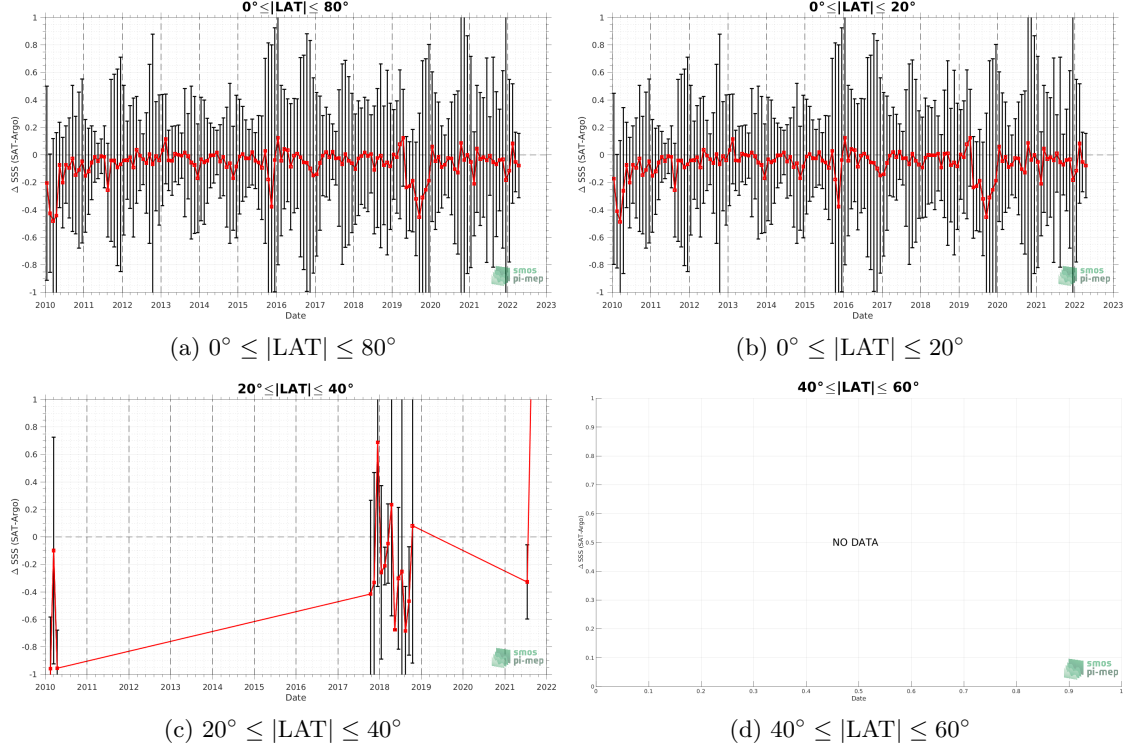 0°≤|LAT|≤ 80°
1
0.8
0.6
0.4
0.2
0
-0.2
-0.4
-0.6
-0.8
-1
Δ SSS (SAT-Argo)
2010 2011 2012 2013 2014 2015 2016 2017 2018 2019 2020 2021 2022 2023
Date
smos
pi-mep
(a) 0° ≤ |LAT| ≤ 80°
0°≤|LAT|≤ 20°
1
0.8
0.6
0.4
0.2
0
-0.2
-0.4
-0.6
-0.8
-1
Δ SSS (SAT-Argo)
2010 2011 2012 2013 2014 2015 2016 2017 2018 2019 2020 2021 2022 2023
Date
smos
pi-mep
(b) 0° ≤ |LAT| ≤ 20°
20°≤|LAT|≤ 40°
1
0.8
0.6
0.4
0.2
0
-0.2
-0.4
-0.6
-0.8
-1
Δ SSS (SAT-Argo)
2010 2011 2012 2013 2014 2015 2016 2017 2018 2019 2020 2021 2022
Date
smos
pi-mep
(c) 20° ≤ |LAT| ≤ 40°
40°≤|LAT|≤ 60°
1
0.9
0.8
0.7
0.6
0.5
0.4
0.3
0.2
0.1
0
Δ SSS (SAT-Argo)
NO DATA
0 0.1 0.2 0.3 0.4 0.5 0.6 0.7 0.8 0.9 1
Date
smos
pi-mep
(d) 40° ≤ |LAT| ≤ 60°